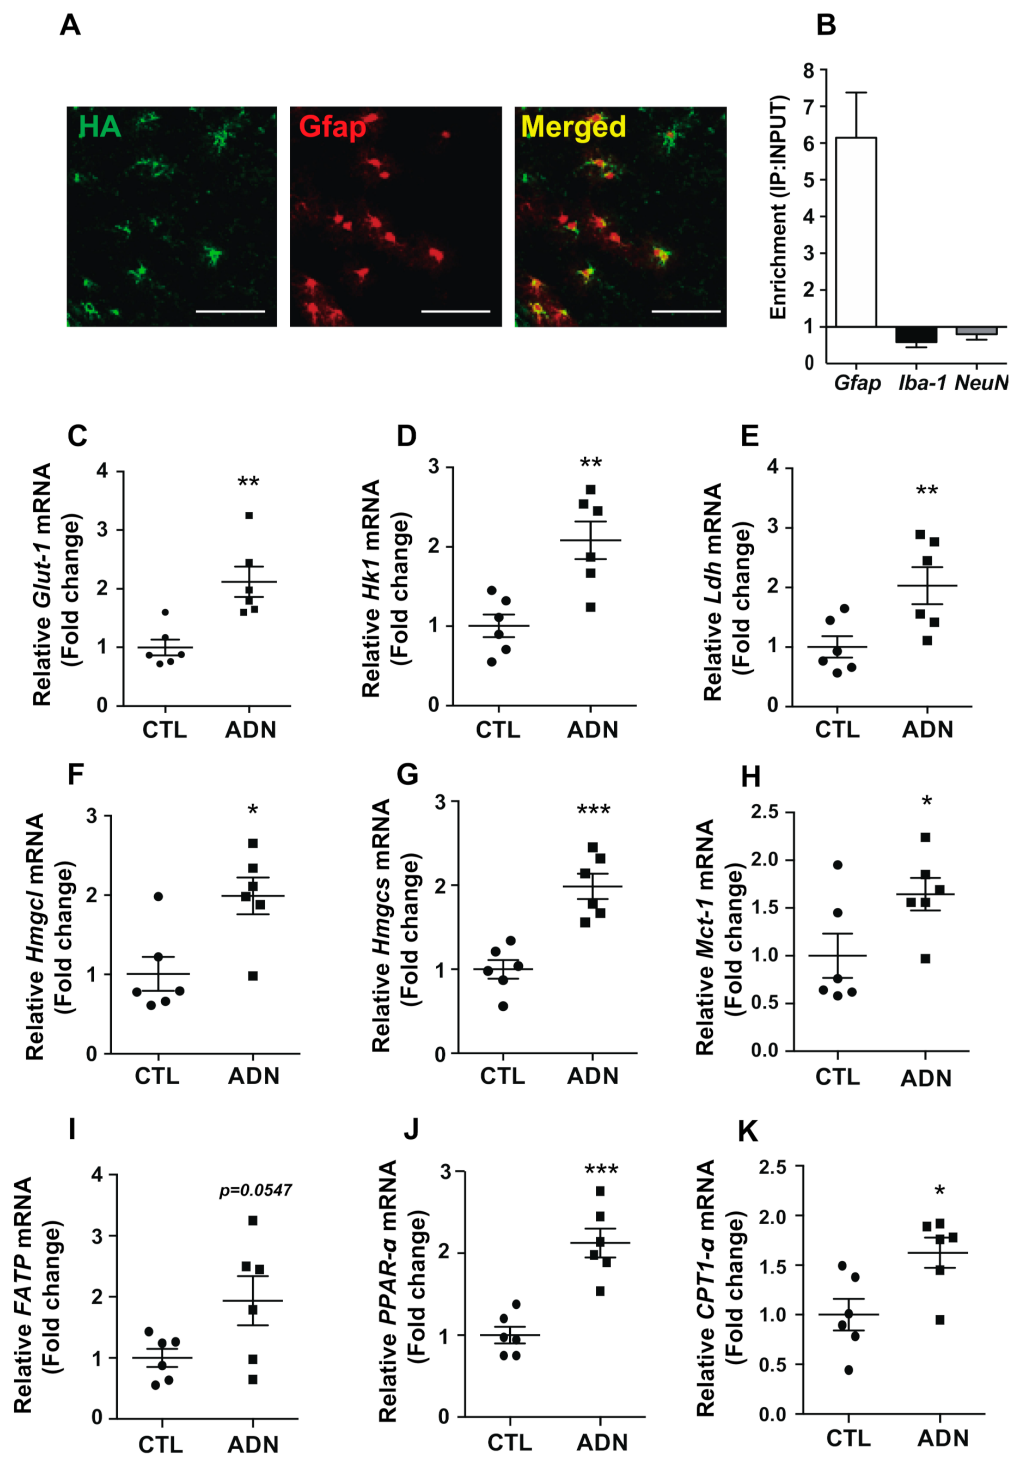 A
HA
Gfap
Merged
B
Enrichment (IP:INPUT)
8
7
6
5
4
3
2
1
0
Gfap Iba-1 NeuN
C
Relative Glut-1 mRNA
(Fold change)
4
3
2
1
0
**
CTL ADN
D
Relative Hk1 mRNA
(Fold change)
3
2
1
0
**
CTL ADN
E
Relative Ldh mRNA
(Fold change)
4
3
2
1
0
**
CTL ADN
F
Relative Hmgcl mRNA
(Fold change)
3
2
1
0
*
CTL ADN
G
Relative Hmgcs mRNA
(Fold change)
3
2
1
0
***
CTL ADN
H
Relative Mct-1 mRNA
(Fold change)
2.5
2.0
1.5
1.0
0.5
0.0
*
CTL ADN
I
Relative FATP mRNA
(Fold change)
4
3
2
1
0
p=0.0547
CTL ADN
J
Relative PPAR-α mRNA
(Fold change)
3
2
1
0
***
CTL ADN
K
Relative CPT1-α mRNA
(Fold change)
2.5
2.0
1.5
1.0
0.5
0.0
*
CTL ADN